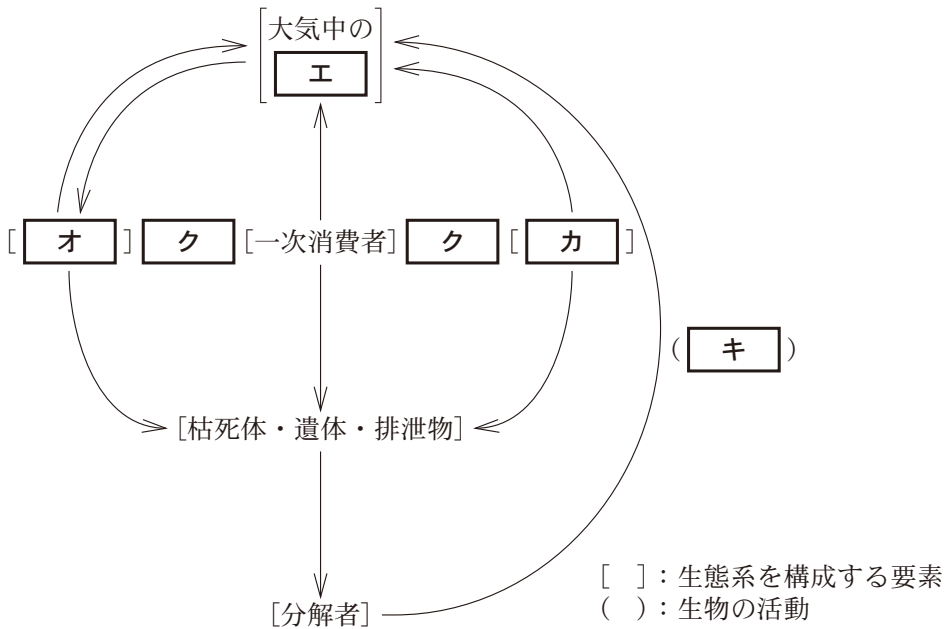 大気中の
エ
[オ] ク [一次消費者] ク [カ]
(キ)
[枯死体・遺体・排泄物]
[分解者]
[ ]：生態系を構成する要素
( )：生物の活動